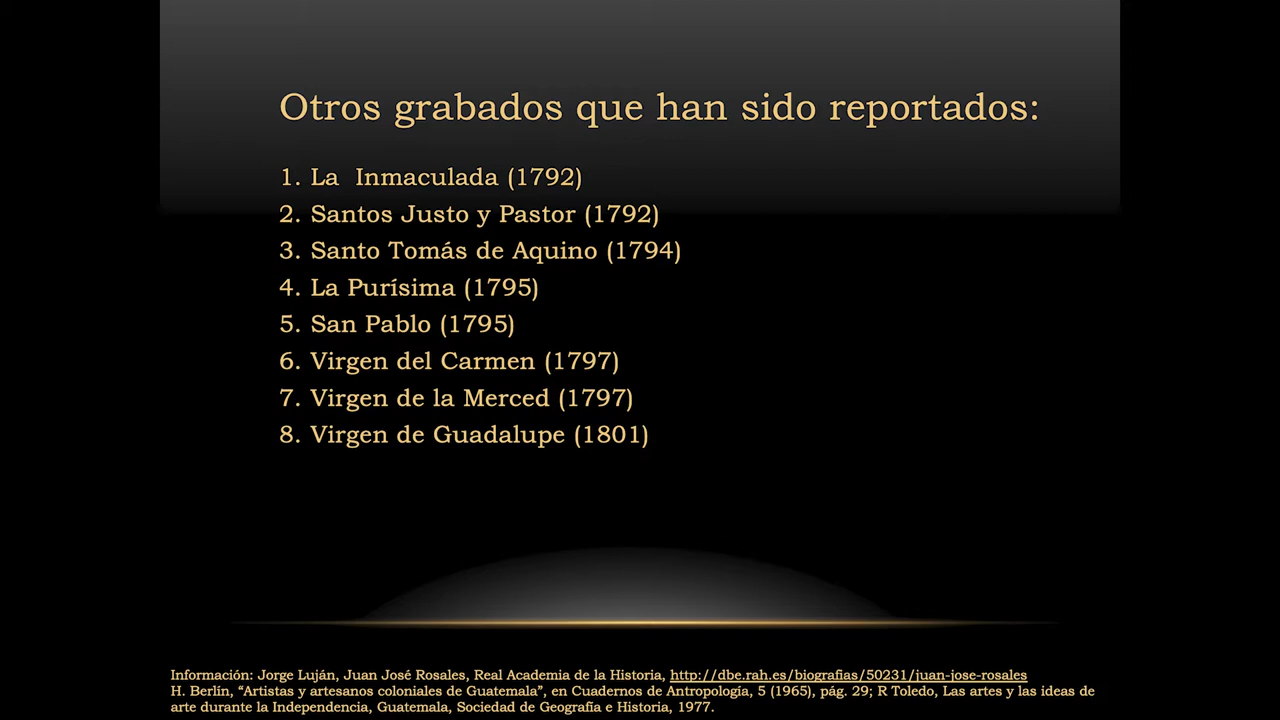 Otros grabados que han sido reportados:
1. La Inmaculada (1792)
2. Santos Justo y Pastor (1792)
3. Santo Tomás de Aquino (1794)
4. La Purísima (1795)
5. San Pablo (1795)
6. Virgen del Carmen (1797)
7. Virgen de la Merced (1797)
8. Virgen de Guadalupe (1801)
Información: Jorge Luján, Juan José Rosales, Real Academia de la Historia, http://dbe.rah.es/biografias/50231/juan-jose-rosales
H. Berlín, “Artistas y artesanos coloniales de Guatemala”, en Cuadernos de Antropología, 5 (1965), pág. 29; R Toledo, Las artes y las ideas de
arte durante la Independencia, Guatemala, Sociedad de Geografía e Historia, 1977.